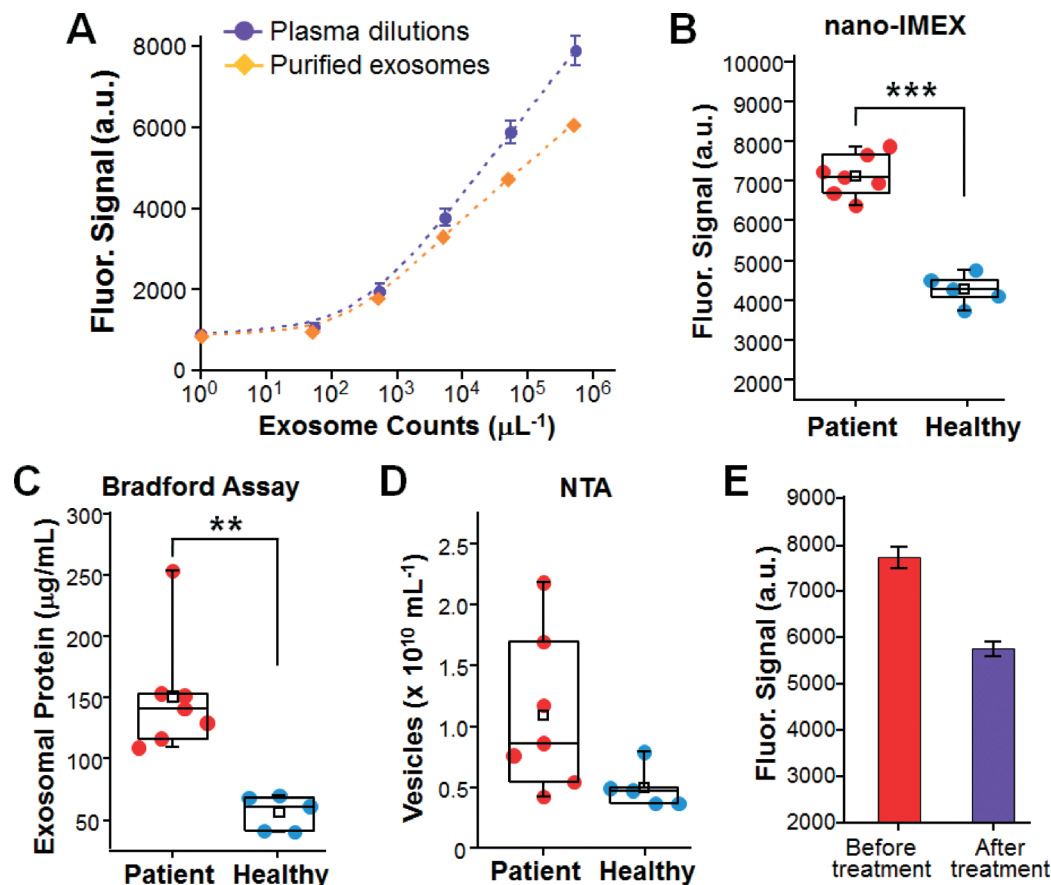 A
Plasma dilutions
Purified exosomes
Fluor. Signal (a.u.)
8000
6000
4000
2000
0
10⁰ 10¹ 10² 10³ 10⁴ 10⁵ 10⁶
Exosome Counts (μL⁻¹)
B
nano-IMEX
***
Fluor. Signal (a.u.)
10000
9000
8000
7000
6000
5000
4000
3000
2000
Patient Healthy
C
Bradford Assay
**
Exosomal Protein (μg/mL)
300
250
200
150
100
50
Patient Healthy
D
NTA
Vesicles (x 10¹⁰ mL⁻¹)
2.5
2.0
1.5
1.0
0.5
0
Patient Healthy
E
Fluor. Signal (a.u.)
9000
8000
7000
6000
5000
4000
3000
2000
Before After
treatment treatment